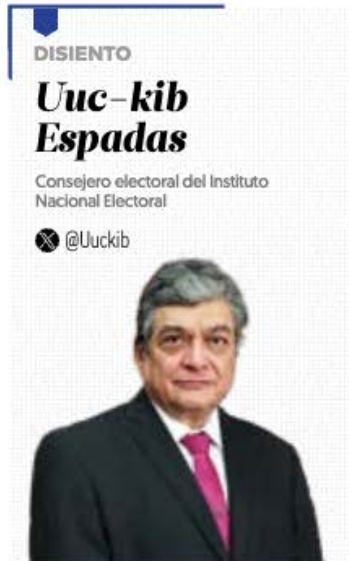 DISIENTO
Uuc-kib
Espadas
Consejero electoral del Instituto
Nacional Electoral
@Uuckib